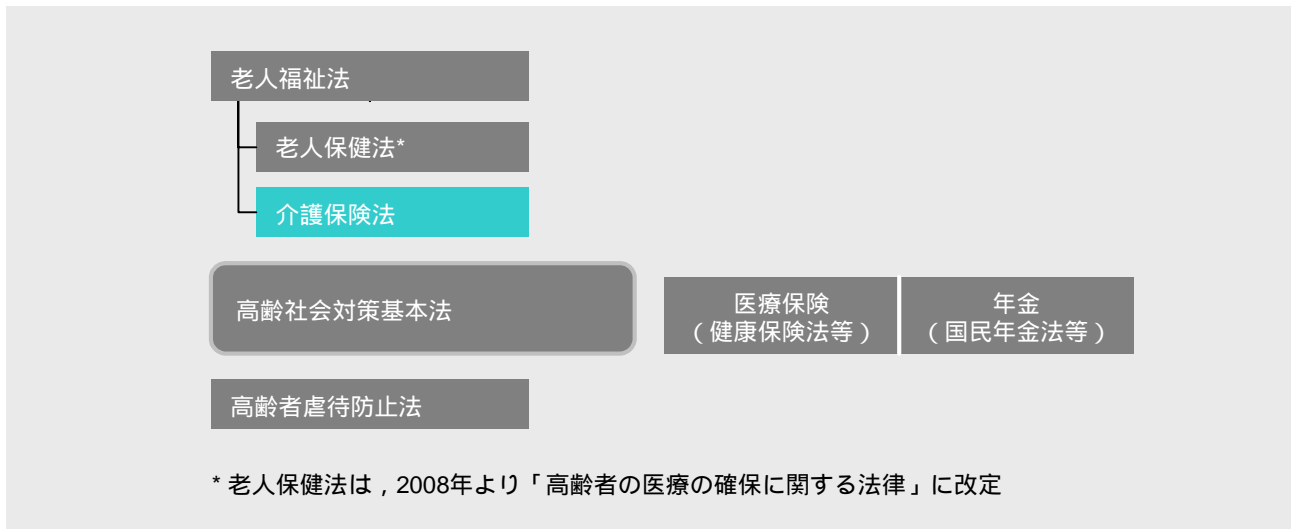 老人福祉法
老人保健法*
介護保険法
高齢社会対策基本法
医療保険
（健康保険法等）
年金
（国民年金法等）
高齢者虐待防止法
* 老人保健法は，2008年より「高齢者の医療の確保に関する法律」に改定